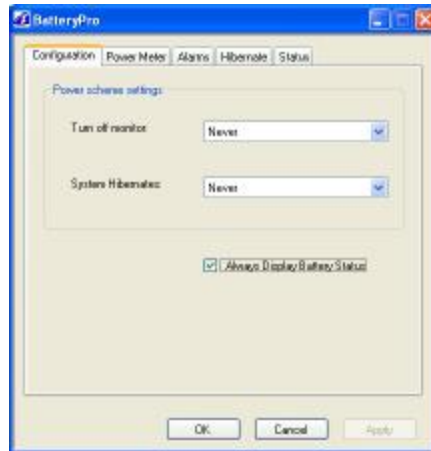 BatteryPro
Configuration Power Meter Alarms Hibernate Status
Power scheme settings
Turn off monitor: Never
System Hibernates: Never
Always Display Battery Status
OK Cancel Apply